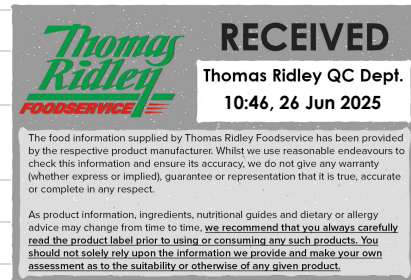 Thomas
Ridley
FOODSERVICE
RECEIVED
Thomas Ridley QC Dept.
10:46, 26 Jun 2025
The food information supplied by Thomas Ridley Foodservice has been provided
by the respective product manufacturer. Whilst we use reasonable endeavours to
check this information and ensure its accuracy, we do not give any warranty
(whether express or implied), guarantee or representation that it is true, accurate
or complete in any respect.
As product information, ingredients, nutritional guides and dietary or allergy
advice may change from time to time, we recommend that you always carefully
read the product label prior to using or consuming any such products. You
should not solely rely upon the information we provide and make your own
assessment as to the suitability or otherwise of any given product.